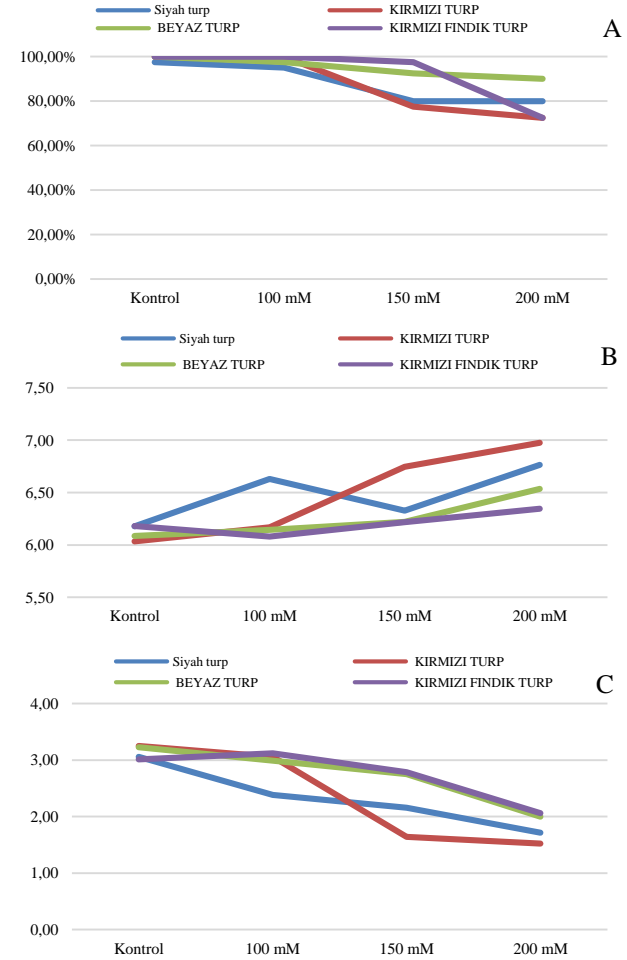 Siyah turp KIRMIZI TURP
BEYAZ TURP KIRMIZI FINDIK TURP
A
100,00%
80,00%
60,00%
40,00%
20,00%
0,00%
Kontrol 100 mM 150 mM 200 mM
Siyah turp KIRMIZI TURP
BEYAZ TURP KIRMIZI FINDIK TURP
B
7,50
7,00
6,50
6,00
5,50
Kontrol 100 mM 150 mM 200 mM
Siyah turp KIRMIZI TURP
BEYAZ TURP KIRMIZI FINDIK TURP
C
4,00
3,00
2,00
1,00
0,00
Kontrol 100 mM 150 mM 200 mM